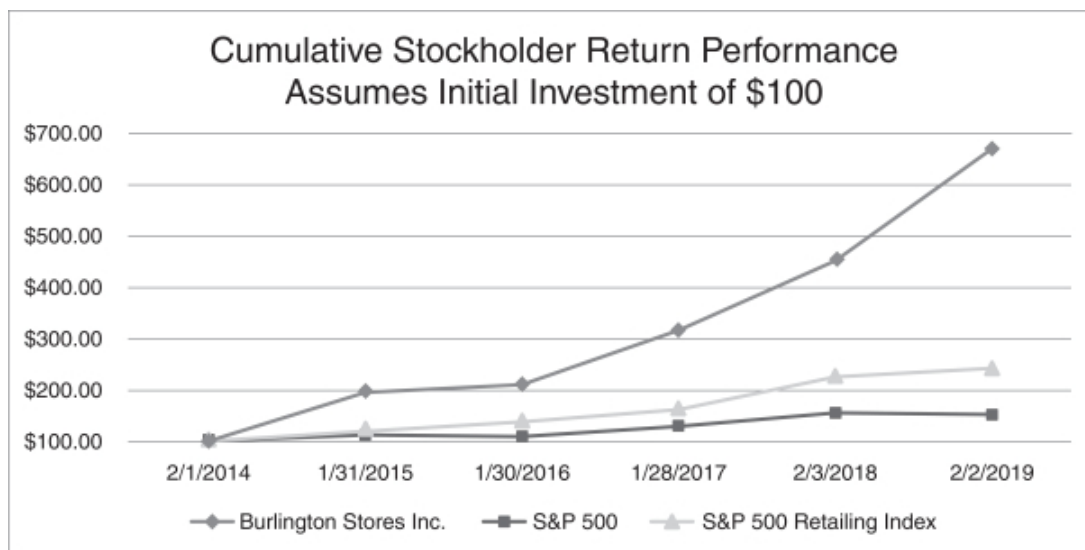 Cumulative Stockholder Return Performance
Assumes Initial Investment of $100
$700.00
$600.00
$500.00
$400.00
$300.00
$200.00
$100.00
2/1/2014 1/31/2015 1/30/2016 1/28/2017 2/3/2018 2/2/2019
Burlington Stores Inc. S&P 500 S&P 500 Retailing Index